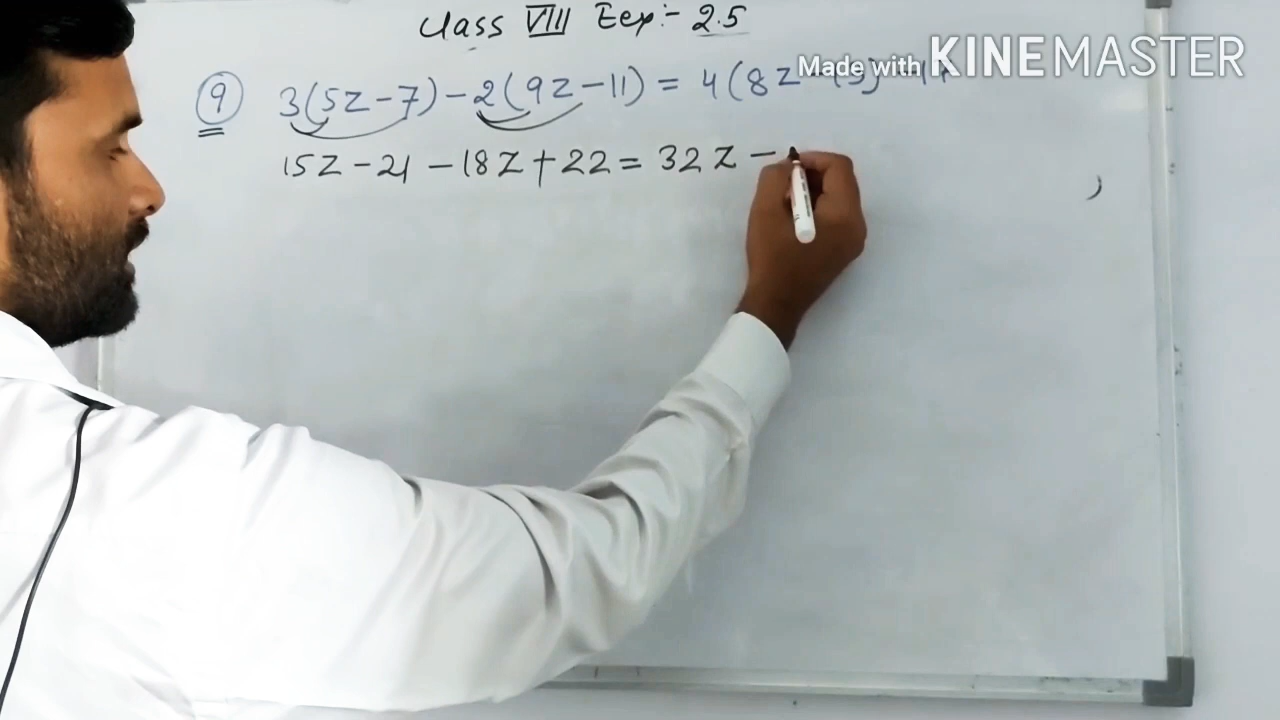 Class VIII Eexp:- 2.5
Made with KINEMASTER
9 3(5z-7)-2(9z-11) = 4(8z
15z-21-18z+22 = 32z-